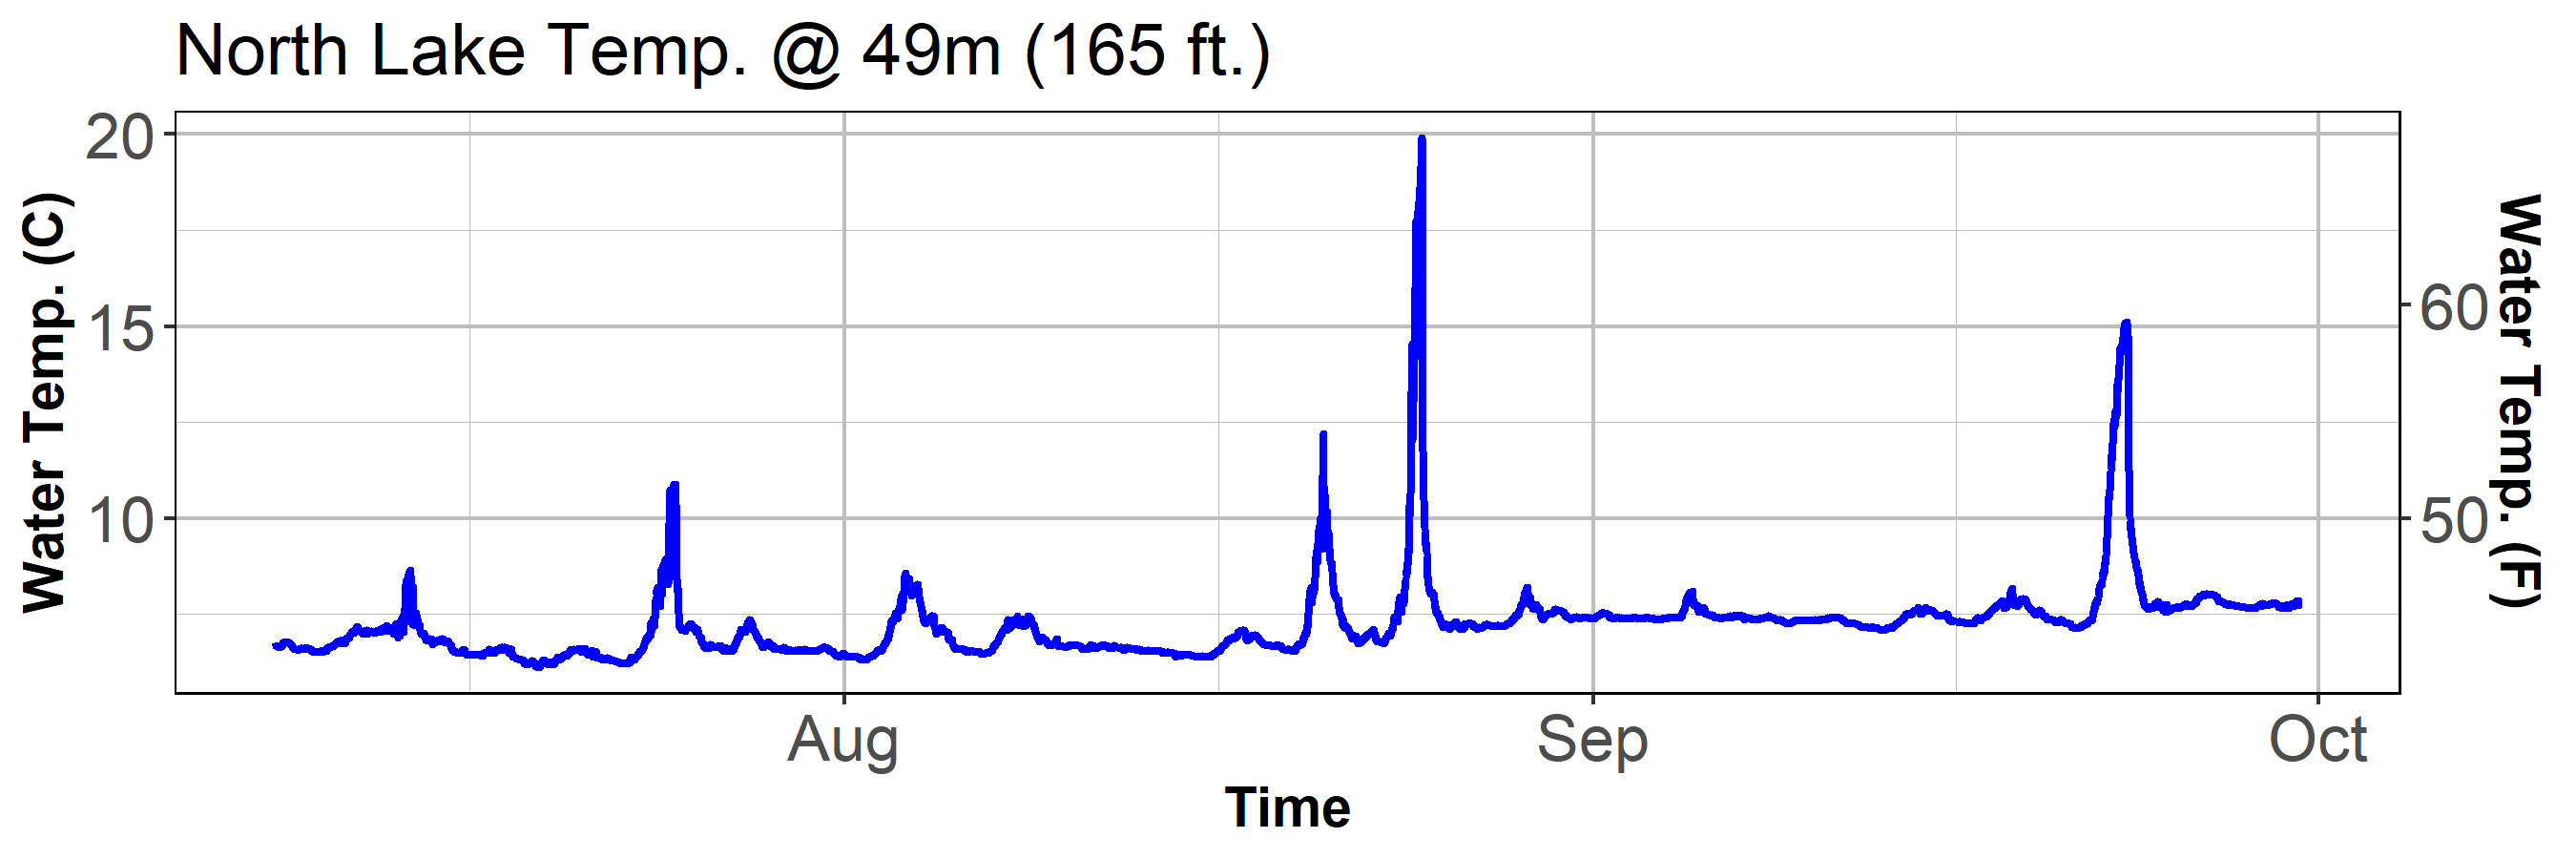 North Lake Temp. @ 49m (165 ft.)
20
15
10
Water Temp. (C)
60
50
Water Temp. (F)
Aug Sep Oct
Time